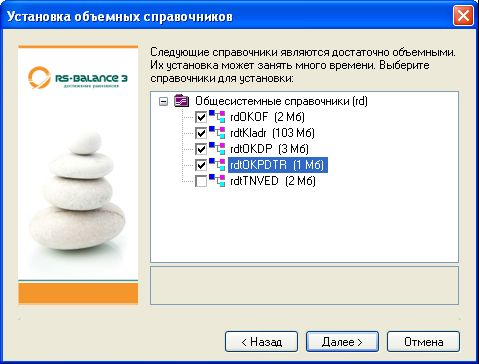 Установка объемных справочников
RS-BALANCE 3
достижение равновесия
Следующие справочники являются достаточно объемными.
Их установка может занять много времени. Выберите
справочники для установки:
Общесистемные справочники (rd)
rdOKOF (2 Мб)
rdtKladr (103 Мб)
rdtOKDP (3 Мб)
rdtOKPDTR (1 Мб)
rdtTNVED (2 Мб)
< Назад
Далее >
Отмена